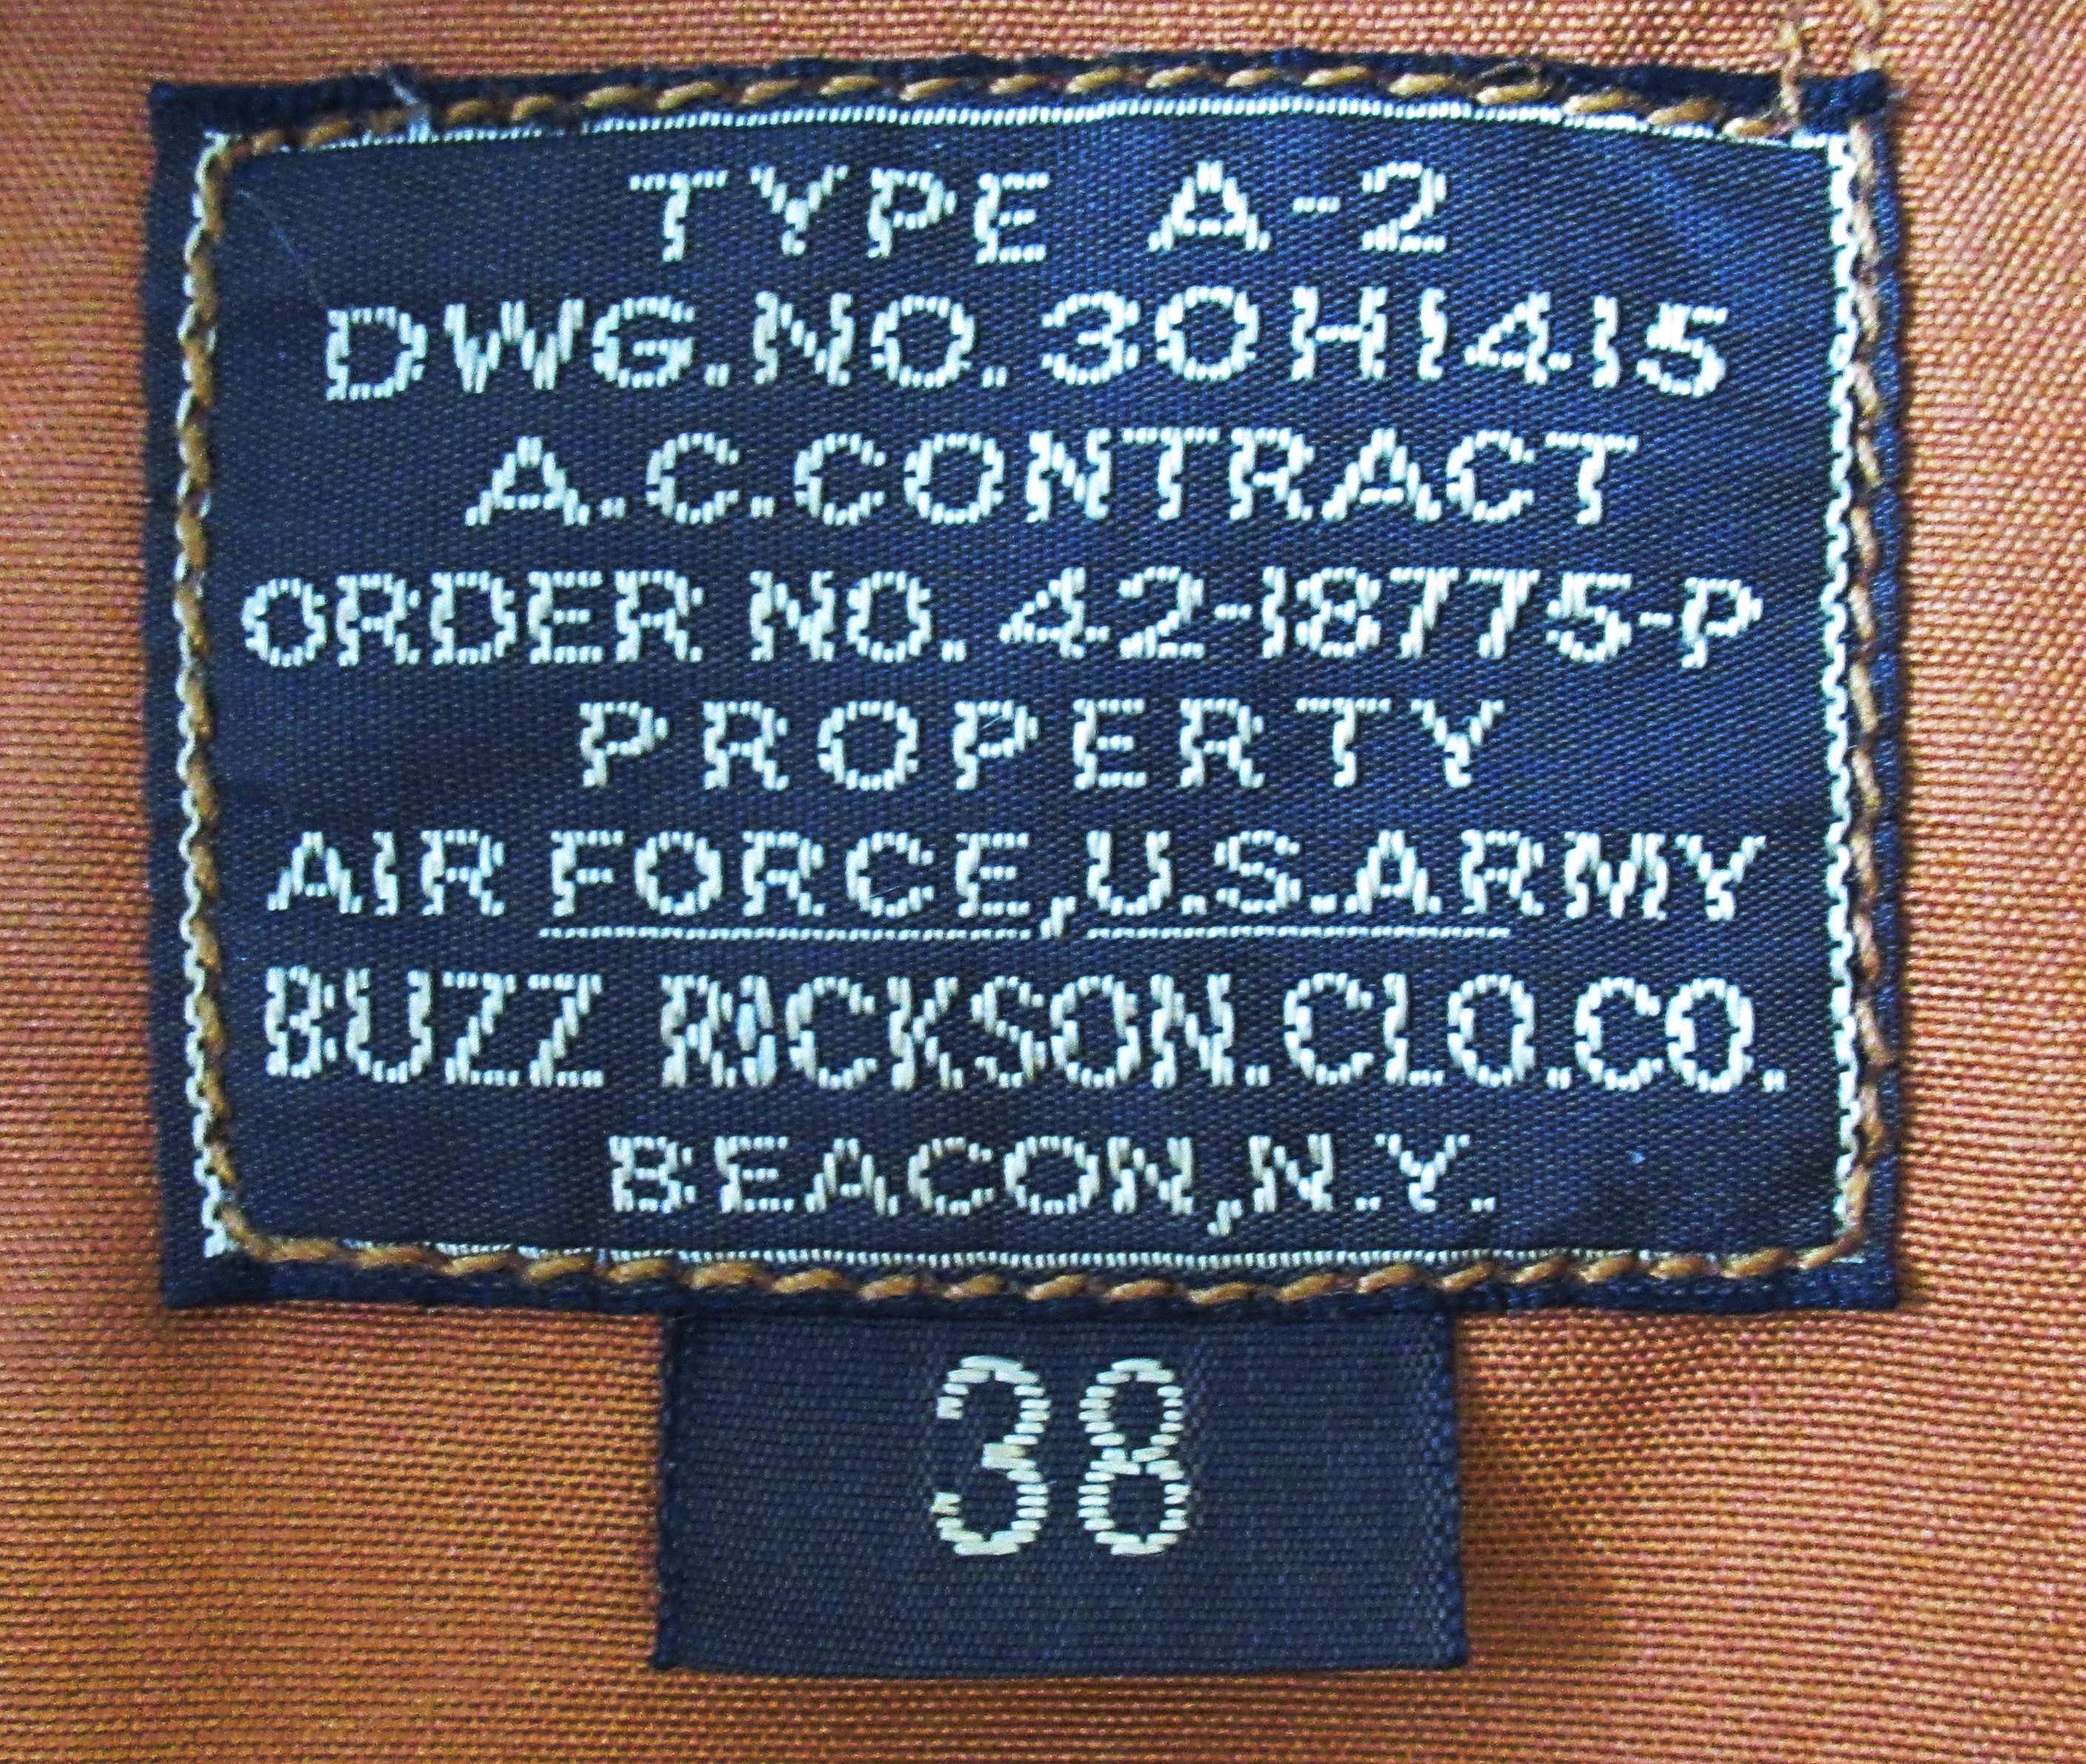 TYPE A-2
DWG.NO. 30H1415
A.C.CONTRACT
ORDER NO. 42-18775-P
PROPERTY
AIR FORCE,U.S.ARMY
BUZZ RICKSON.CLO.CO.
BEACON,N.Y.
38